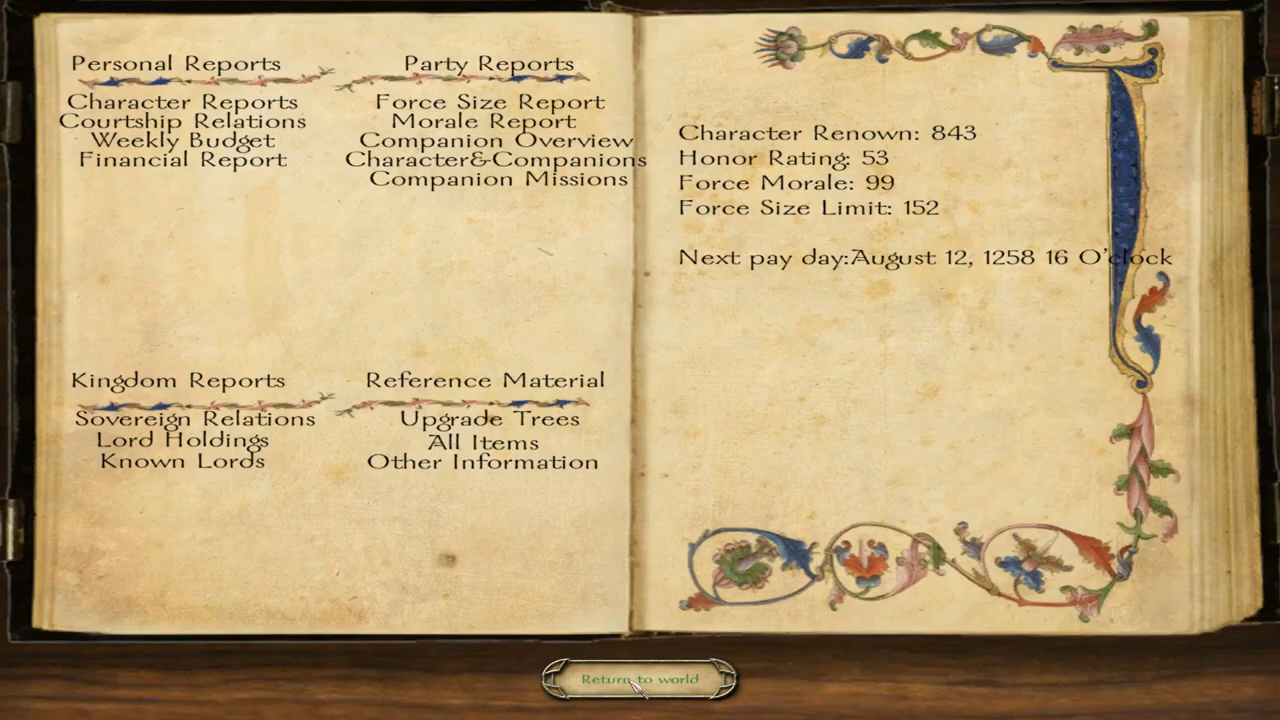 Personal Reports
Character Reports
Courtship Relations
Weekly Budget
Financial Report
Party Reports
Force Size Report
Morale Report
Companion Overview
Character&Companions
Companion Missions
Kingdom Reports
Sovereign Relations
Lord Holdings
Known Lords
Reference Material
Upgrade Trees
All Items
Other Information
Character Renown: 843
Honor Rating: 53
Force Morale: 99
Force Size Limit: 152
Next pay day:August 12, 1258 16 O'clock
Return to world